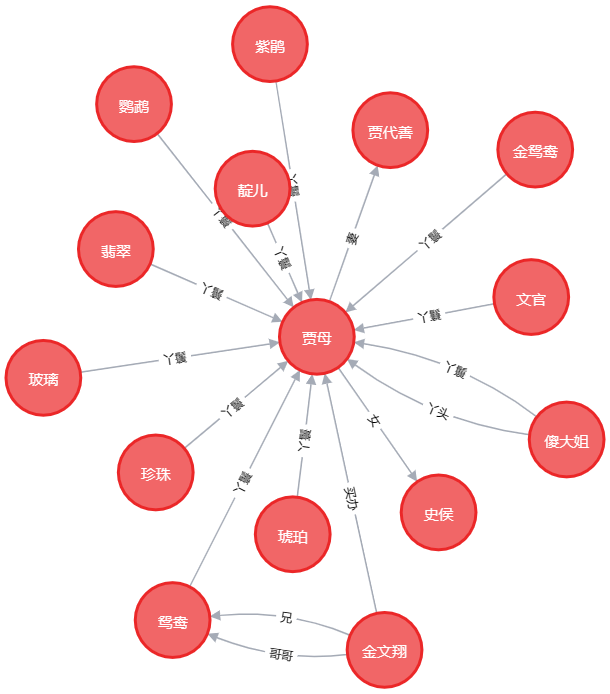 紫鹃
鹦鹉
贾代善
金鸳鸯
丫鬟
靛儿
丫鬟
妻
丫鬟
翡翠
丫鬟
丫鬟
文官
丫鬟
贾母
玻璃
丫鬟
丫鬟
丫鬟
丫头
女
傻大姐
丫鬟
珍珠
丫鬟
买办
史侯
琥珀
鸳鸯
兄
哥哥
金文翔